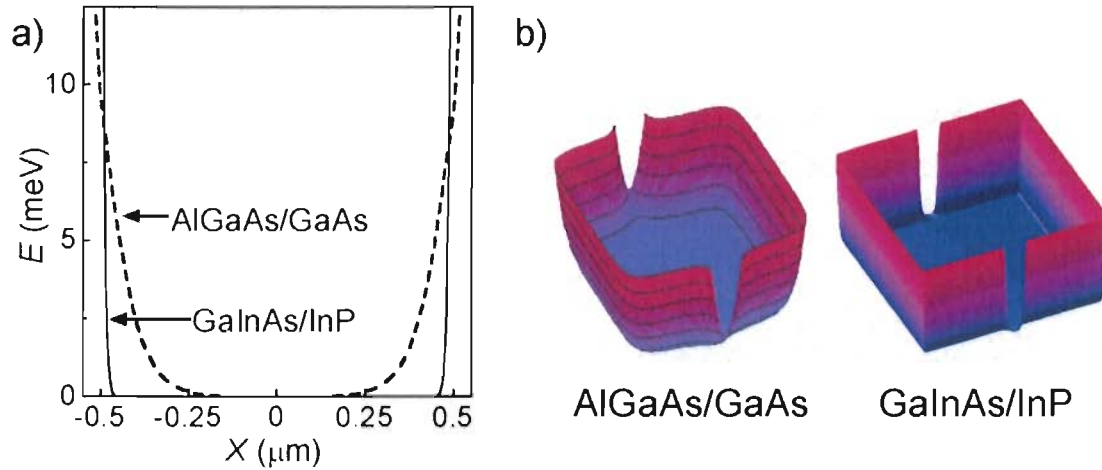 a)
b)
10
5
0
E (meV)
AlGaAs/GaAs
GaInAs/InP
-0.5 -0.25 0 0.25 0.5
X (μm)
AlGaAs/GaAs GaInAs/InP